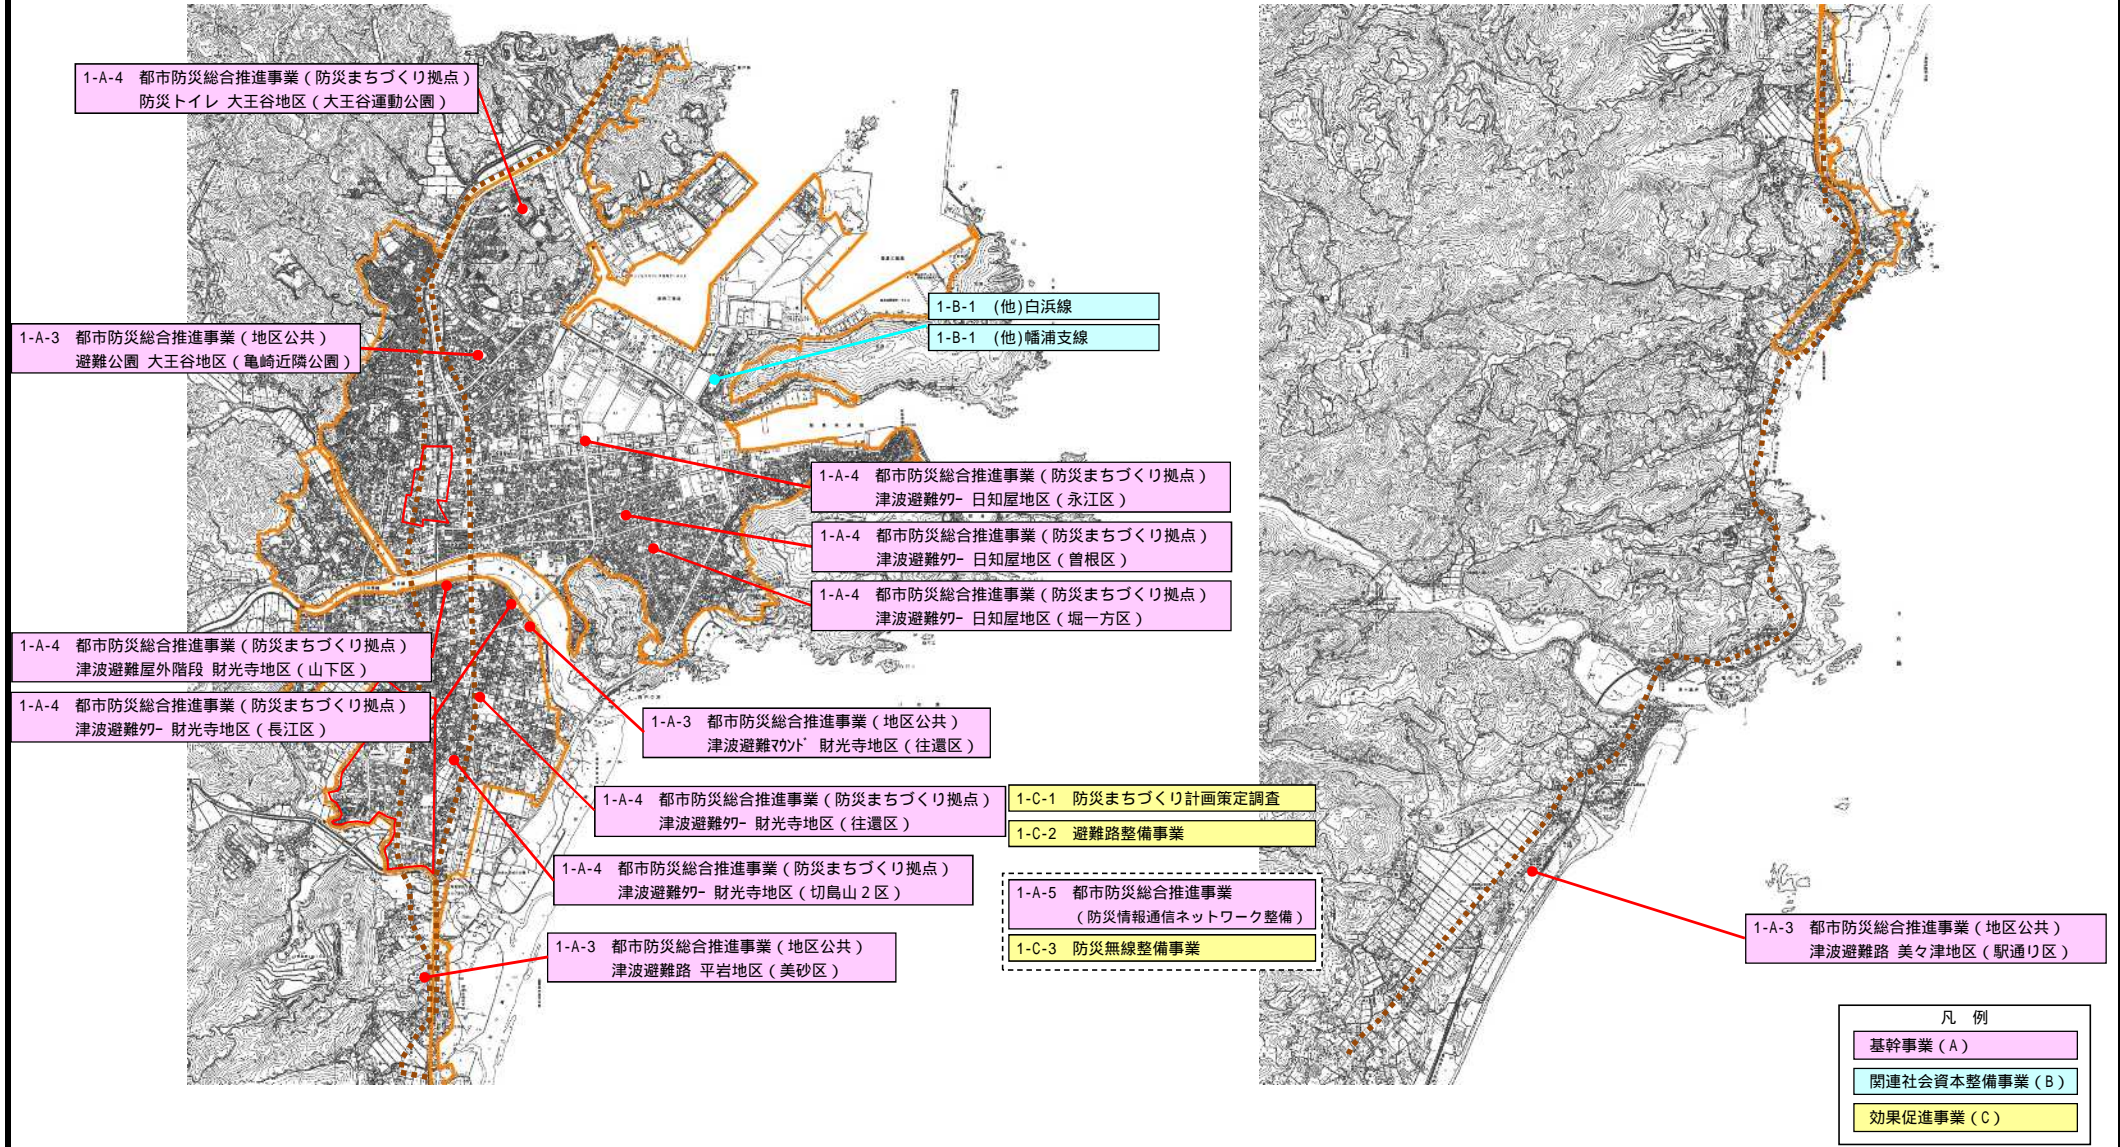 1-A-4 都市防災総合推進事業（防災まちづくり拠点）
防災トイレ 大王谷地区（大王谷運動公園）
1-A-3 都市防災総合推進事業（地区公共）
避難公園 大王谷地区（亀崎近隣公園）
1-B-1 (他)白浜線
1-B-1 (他)幡浦支線
1-A-4 都市防災総合推進事業（防災まちづくり拠点）
津波避難ﾀﾜｰ 日知屋地区（永江区）
1-A-4 都市防災総合推進事業（防災まちづくり拠点）
津波避難ﾀﾜｰ 日知屋地区（曽根区）
1-A-4 都市防災総合推進事業（防災まちづくり拠点）
津波避難ﾀﾜｰ 日知屋地区（堀一方区）
1-A-4 都市防災総合推進事業（防災まちづくり拠点）
津波避難屋外階段 財光寺地区（山下区）
1-A-4 都市防災総合推進事業（防災まちづくり拠点）
津波避難ﾀﾜｰ 財光寺地区（長江区）
1-A-3 都市防災総合推進事業（地区公共）
津波避難ﾏｳﾝﾄﾞ 財光寺地区（往還区）
1-A-4 都市防災総合推進事業（防災まちづくり拠点）
津波避難ﾀﾜｰ 財光寺地区（往還区）
1-A-4 都市防災総合推進事業（防災まちづくり拠点）
津波避難ﾀﾜｰ 財光寺地区（切島山２区）
1-A-3 都市防災総合推進事業（地区公共）
津波避難路 平岩地区（美砂区）
1-C-1 防災まちづくり計画策定調査
1-C-2 避難路整備事業
1-A-5 都市防災総合推進事業
（防災情報通信ネットワーク整備）
1-C-3 防災無線整備事業
1-A-3 都市防災総合推進事業（地区公共）
津波避難路 美々津地区（駅通り区）
凡 例
基幹事業（A）
関連社会資本整備事業（B）
効果促進事業（C）